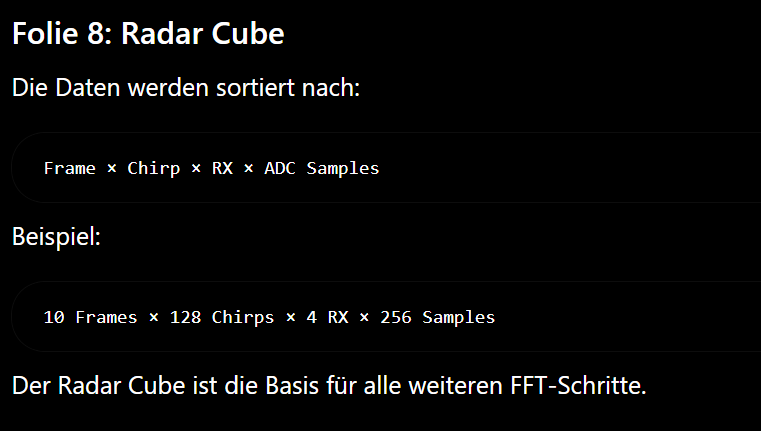 Folie 8: Radar Cube
Die Daten werden sortiert nach:
Frame × Chirp × RX × ADC Samples
Beispiel:
10 Frames × 128 Chirps × 4 RX × 256 Samples
Der Radar Cube ist die Basis für alle weiteren FFT-Schritte.